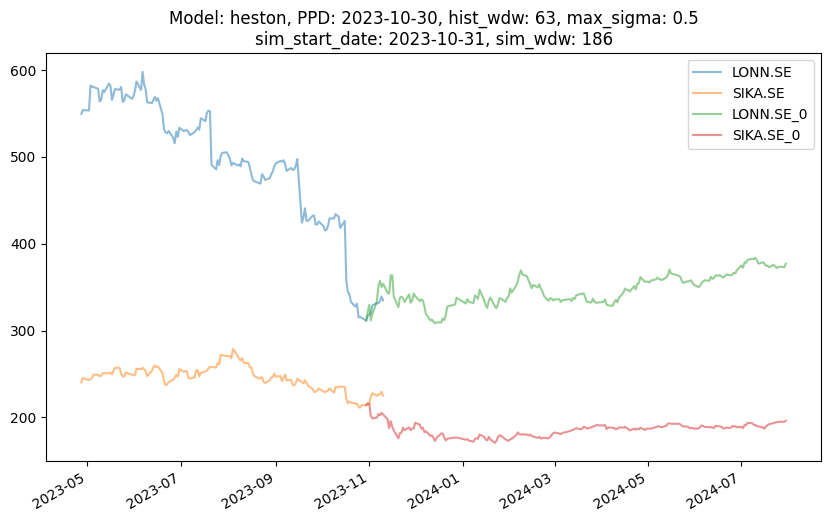 Model: heston, PPD: 2023-10-30, hist_wdw: 63, max_sigma: 0.5
sim_start_date: 2023-10-31, sim_wdw: 186
LONN.SE
SIKA.SE
LONN.SE_0
SIKA.SE_0
600
500
400
300
200
2023-05
2023-07
2023-09
2023-11
2024-01
2024-03
2024-05
2024-07